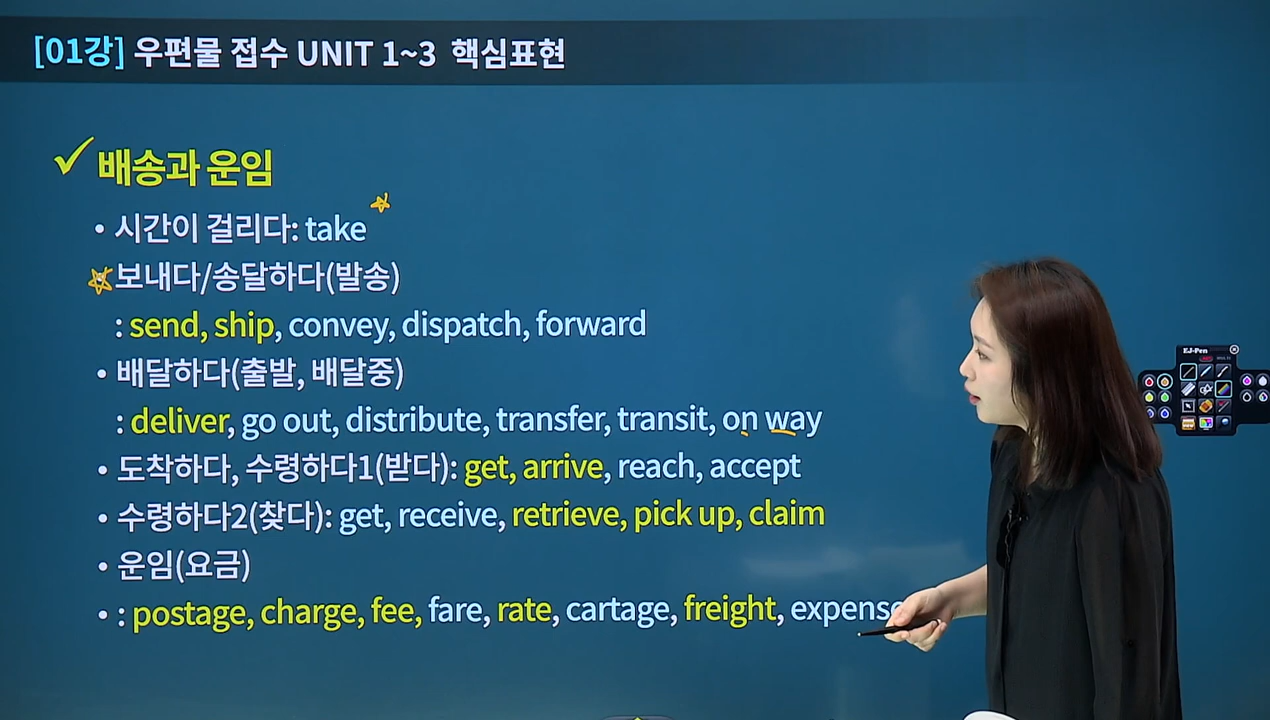 [01강] 우편물 접수 UNIT 1~3 핵심표현
배송과 운임
• 시간이 걸리다: take
보내다/송달하다(발송)
: send, ship, convey, dispatch, forward
• 배달하다(출발, 배달중)
: deliver, go out, distribute, transfer, transit, on way
• 도착하다, 수령하다1(받다): get, arrive, reach, accept
• 수령하다2(찾다): get, receive, retrieve, pick up, claim
• 운임(요금)
• : postage, charge, fee, fare, rate, cartage, freight, expense
EJ-Pen